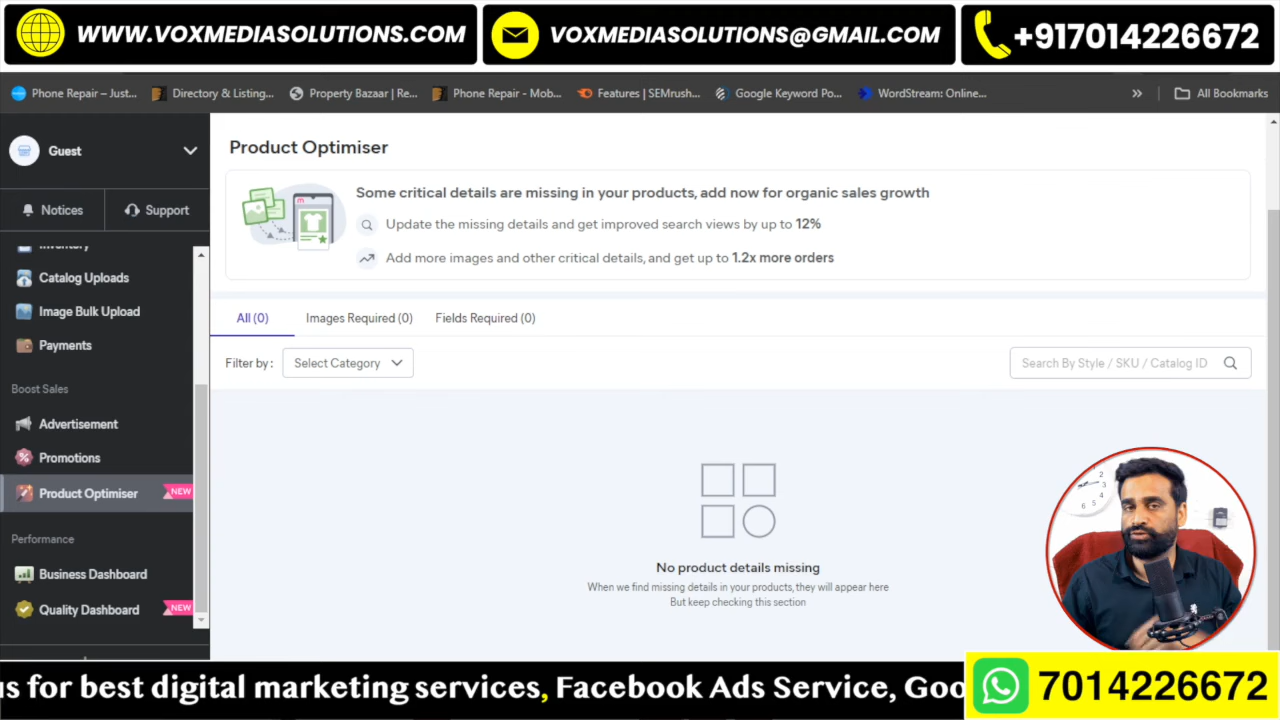 WWW.VOXMEDIASOLUTIONS.COM
VOXMEDIASOLUTIONS@GMAIL.COM
+917014226672
Phone Repair – Just...
Directory & Listing...
Property Bazaar | Re...
Phone Repair - Mob...
Features | SEMrush...
Google Keyword Po...
WordStream: Online...
»
All Bookmarks
Guest
Notices
Support
Inventory
Catalog Uploads
Image Bulk Upload
Payments
Boost Sales
Advertisement
Promotions
Product Optimiser
NEW
Performance
Business Dashboard
Quality Dashboard
NEW
Product Optimiser
m
Some critical details are missing in your products, add now for organic sales growth
Update the missing details and get improved search views by up to 12%
Add more images and other critical details, and get up to 1.2x more orders
All (0)
Images Required (0)
Fields Required (0)
Filter by :
Select Category
Search By Style / SKU / Catalog ID
No product details missing
When we find missing details in your products, they will appear here
But keep checking this section
2
3
4
5
6
us for best digital marketing services, Facebook Ads Service, Goo
7014226672